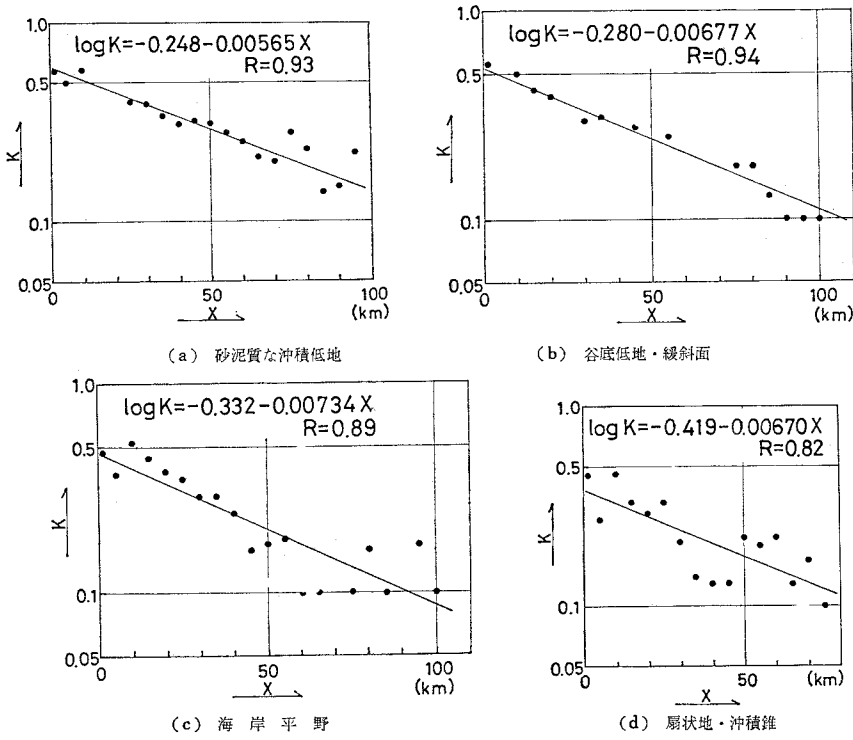 1.0
0.5
0.1
0.05
logK=-0.248-0.00565X
R=0.93
K
0
50
100
X
(km)
(a) 砂泥質な沖積低地
1.0
0.5
0.1
0.05
logK=-0.280-0.00677X
R=0.94
K
0
50
100
X
(km)
(b) 谷底低地・緩斜面
1.0
0.5
0.1
0.05
logK=-0.332-0.00734X
R=0.89
K
0
50
100
X
(km)
(c) 海岸平野
1.0
0.5
0.1
0.05
logK=-0.419-0.00670X
R=0.82
K
0
50
(km)
X
(d) 扇状地・沖積錐